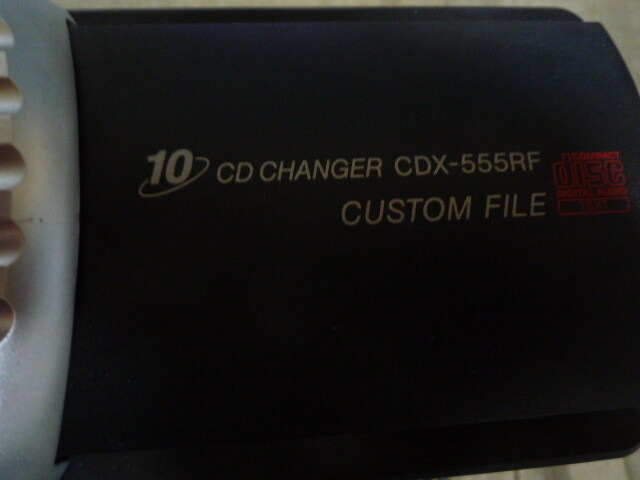 10 CD CHANGER CDX-555RF
CUSTOM FILE
COMPACT
disc
DIGITAL AUDIO